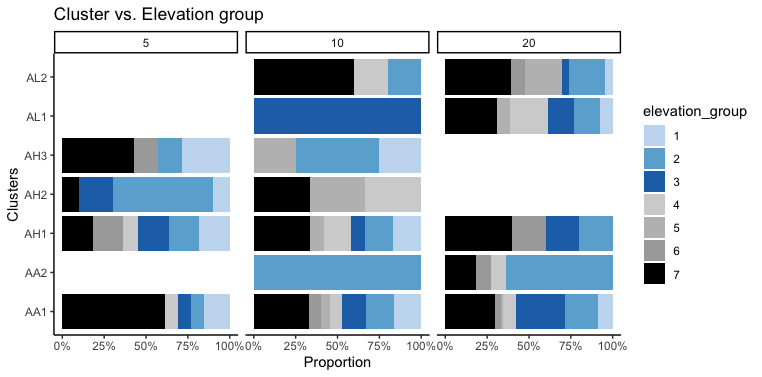 Cluster vs. Elevation group
5 10 20
AL2
AL1
AH3
AH2
AH1
AA2
AA1
Clusters
0% 25% 50% 75% 100% 0% 25% 50% 75% 100% 0% 25% 50% 75% 100%
Proportion
elevation_group
1
2
3
4
5
6
7